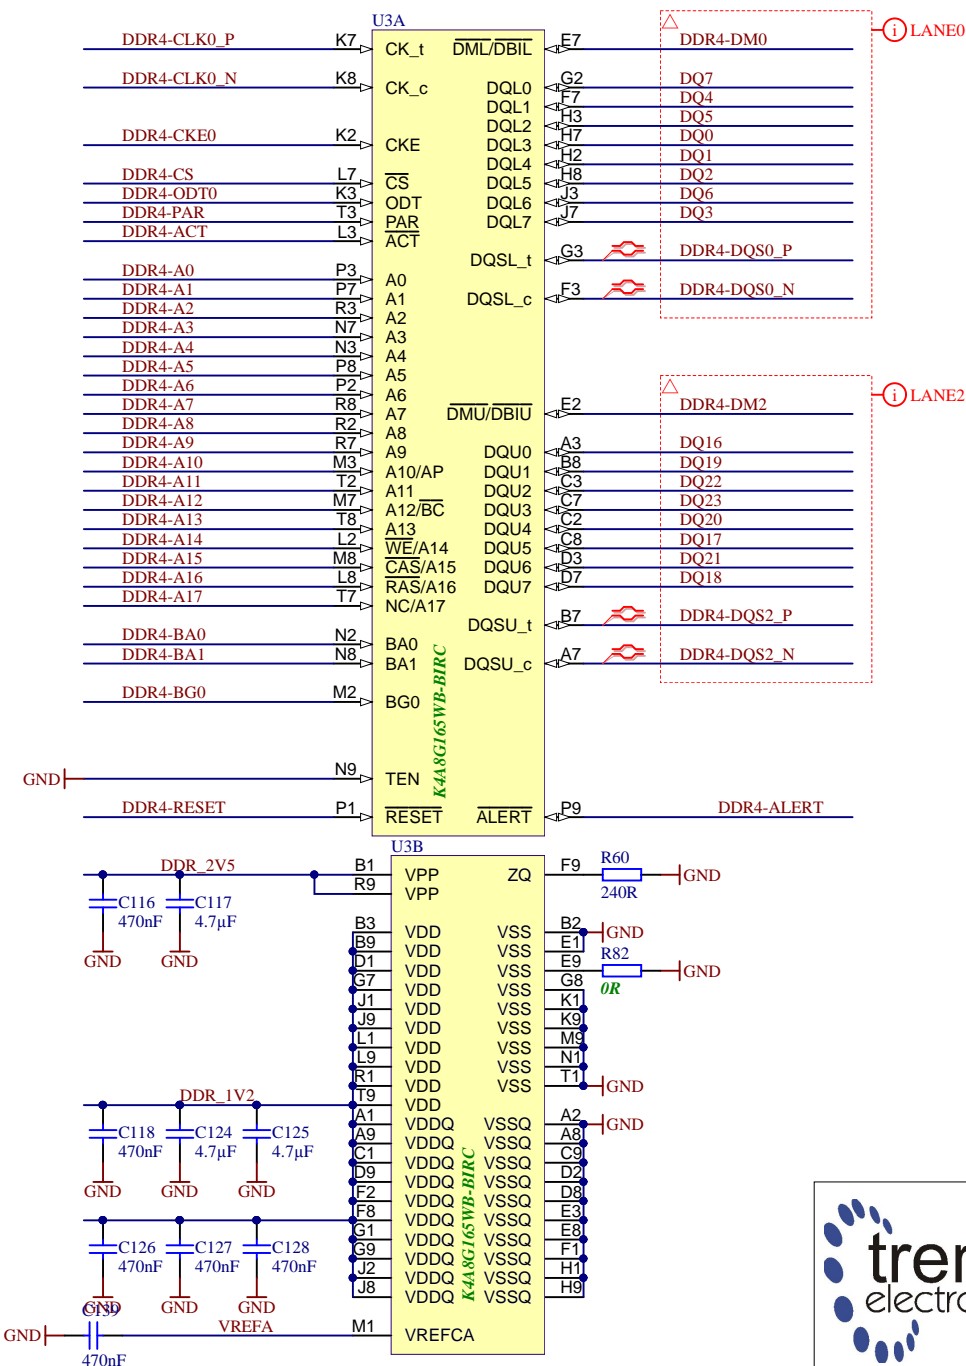 U3A
DDR4-CLK0_P K7 CK_t DML/DBIL E7 DDR4-DM0 LANE0
DDR4-CLK0_N K8 CK_c DQL0 G2 DQ7
DQL1 F7 DQ4
DQL2 H3 DQ5
DDR4-CKE0 K2 CKE DQL3 H7 DQ0
DQL4 H2 DQ1
DDR4-CS L7 CS DQL5 H8 DQ2
DDR4-ODT0 K3 ODT DQL6 J3 DQ6
DDR4-PAR T3 PAR DQL7 J7 DQ3
DDR4-ACT L3 ACT
DQSL_t G3 DDR4-DQS0_P
DDR4-A0 P3 A0
DDR4-A1 P7 A1 DQSL_c F3 DDR4-DQS0_N
DDR4-A2 R3 A2
DDR4-A3 N7 A3
DDR4-A4 N3 A4
DDR4-A5 P8 A5
DDR4-A6 P2 A6 LANE2
DDR4-A7 R8 A7 DMU/DBIU E2 DDR4-DM2
DDR4-A8 R2 A8
DDR4-A9 R7 A9 DQU0 A3 DQ16
DDR4-A10 M3 A10/AP DQU1 B8 DQ19
DDR4-A11 T2 A11 DQU2 C3 DQ22
DDR4-A12 M7 A12/BC DQU3 C7 DQ23
DDR4-A13 T8 A13 DQU4 C2 DQ20
DDR4-A14 L2 WE/A14 DQU5 C8 DQ17
DDR4-A15 M8 CAS/A15 DQU6 D3 DQ21
DDR4-A16 L8 RAS/A16 DQU7 D7 DQ18
DDR4-A17 T7 NC/A17
DQSU_t B7 DDR4-DQS2_P
DDR4-BA0 N2 BA0
DDR4-BA1 N8 BA1 DQSU_c A7 DDR4-DQS2_N
DDR4-BG0 M2 BG0
K4A8G165WB-BIRC
GND N9 TEN
DDR4-RESET P1 RESET ALERT P9 DDR4-ALERT
U3B
DDR_2V5 B1 VPP ZQ F9 R60 240R GND
R9 VPP
C116 470nF GND
C117 4.7µF GND
B3 VDD VSS B2 GND
B9 VDD VSS E1
D1 VDD VSS E9 R82 0R GND
G7 VDD VSS G8
J1 VDD VSS K1
J9 VDD VSS K9
L1 VDD VSS M9
L9 VDD VSS N1
R1 VDD VSS T1 GND
DDR_1V2 T9 VDD
A1 VDDQ VSSQ A2 GND
A9 VDDQ VSSQ A8
C1 VDDQ VSSQ C9
D9 VDDQ VSSQ D2
F2 VDDQ VSSQ D8
F8 VDDQ VSSQ E3
G1 VDDQ VSSQ E8
G9 VDDQ VSSQ F1
J2 VDDQ VSSQ H1
J8 VDDQ VSSQ H9
C118 470nF GND
C124 4.7µF GND
C125 4.7µF GND
C126 470nF GND
C127 470nF GND
C128 470nF GND
K4A8G165WB-BIRC
GND C139 470nF VREFA M1 VREFCA
tren
electro